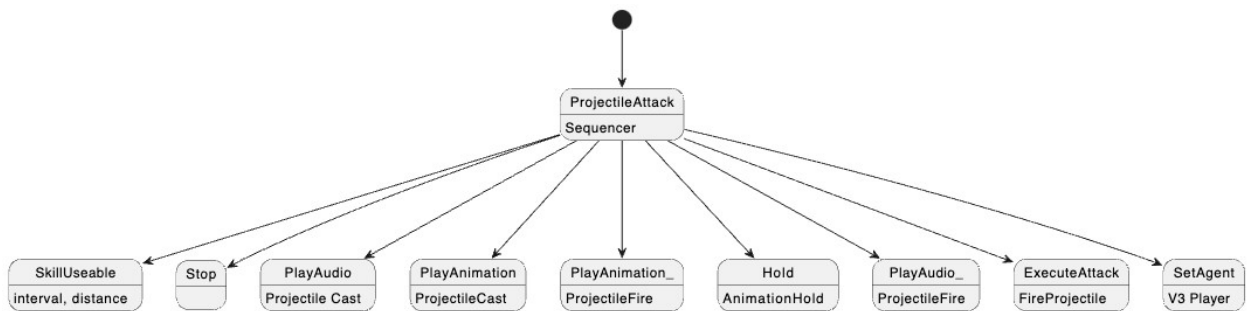 ProjectileAttack
Sequencer
SkillUseable
interval, distance
Stop
PlayAudio
Projectile Cast
PlayAnimation
ProjectileCast
PlayAnimation_
ProjectileFire
Hold
AnimationHold
PlayAudio_
ProjectileFire
ExecuteAttack
FireProjectile
SetAgent
V3 Player